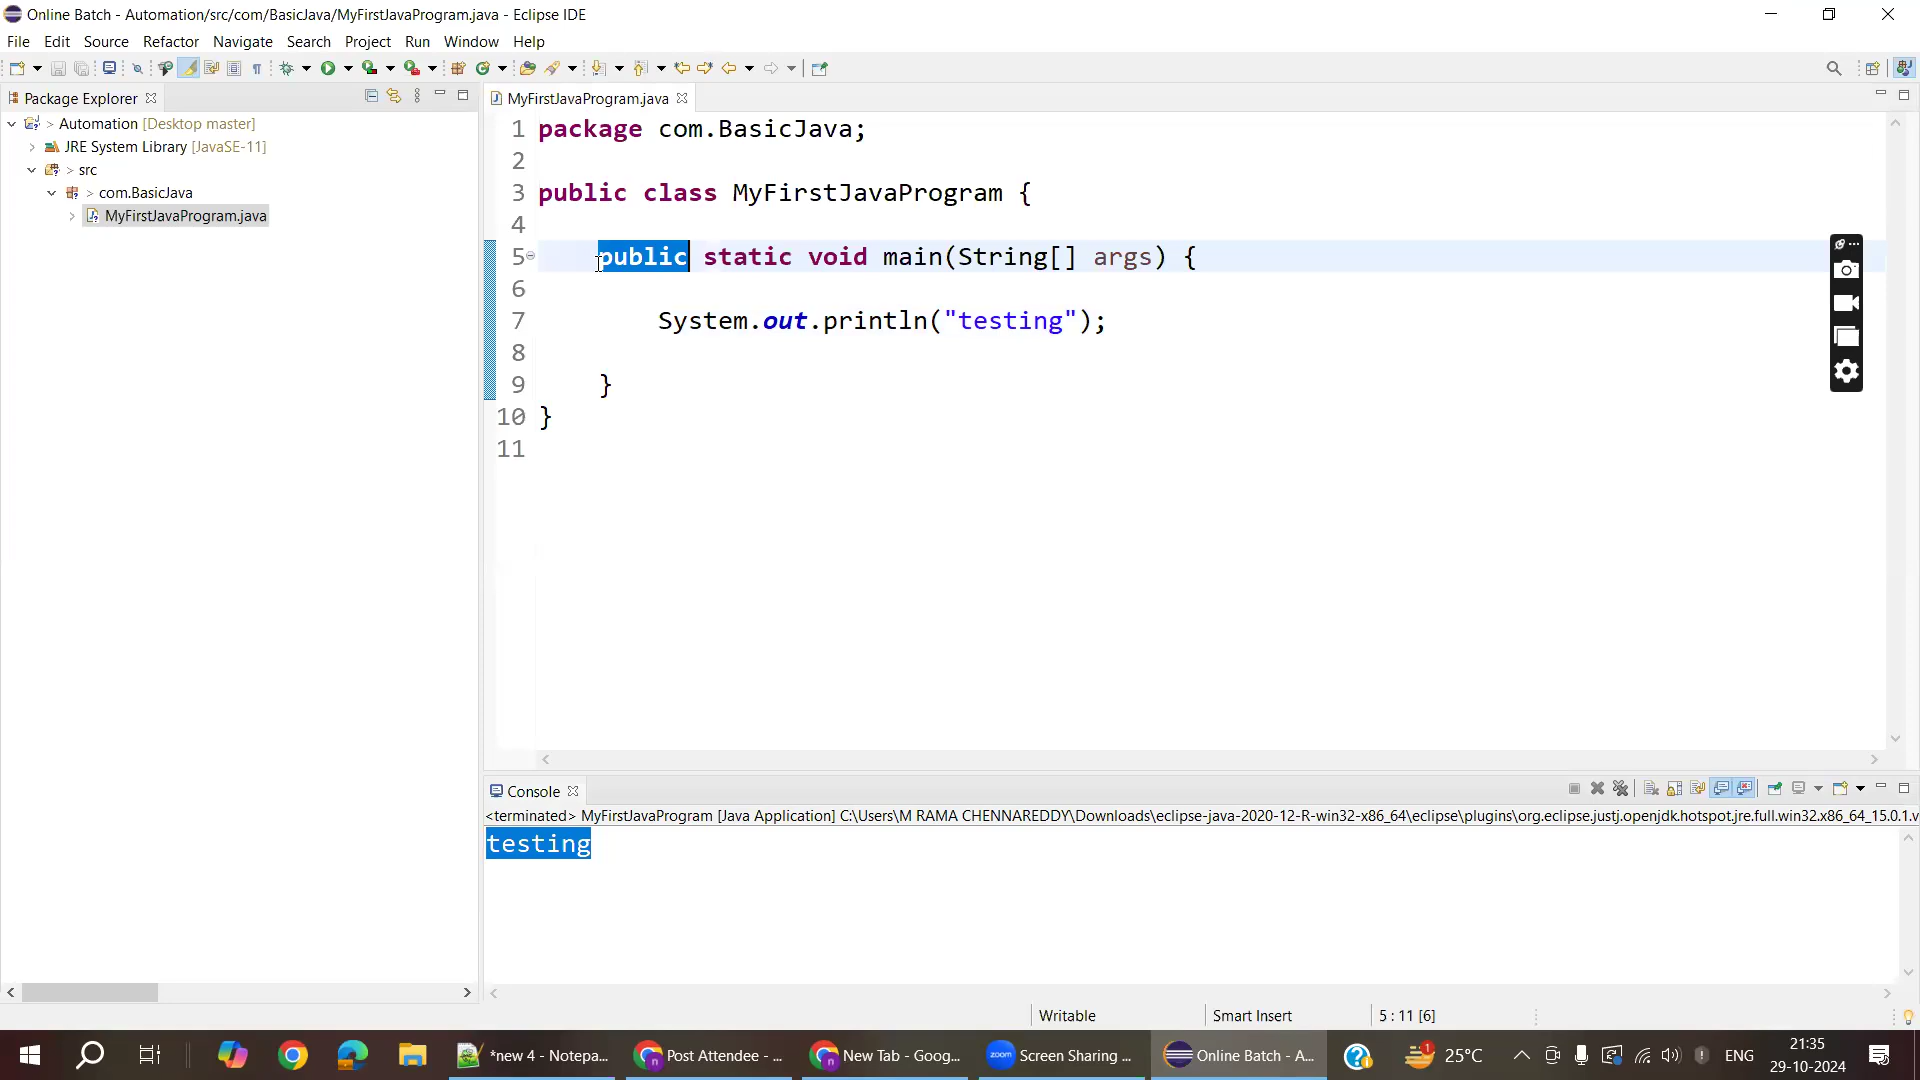 Online Batch - Automation/src/com/BasicJava/MyFirstJavaProgram.java - Eclipse IDE
File Edit Source Refactor Navigate Search Project Run Window Help
Package Explorer
Automation [Desktop master]
JRE System Library [JavaSE-11]
src
com.BasicJava
MyFirstJavaProgram.java
MyFirstJavaProgram.java
1 package com.BasicJava;
2
3 public class MyFirstJavaProgram {
4
5 public static void main(String[] args) {
6
7 System.out.println("testing");
8
9 }
10 }
11
Console
<terminated> MyFirstJavaProgram [Java Application] C:\Users\M RAMA CHENNAREDDY\Downloads\eclipse-java-2020-12-R-win32-x86_64\eclipse\plugins\org.eclipse.justj.openjdk.hotspot.jre.full.win32.x86_64_15.0.1.v
testing
Writable Smart Insert 5 : 11 [6]
*new 4 - Notepa... Post Attendee - ... New Tab - Goog... zoom Screen Sharing ... Online Batch - A... 1 25°C ENG 21:35
29-10-2024